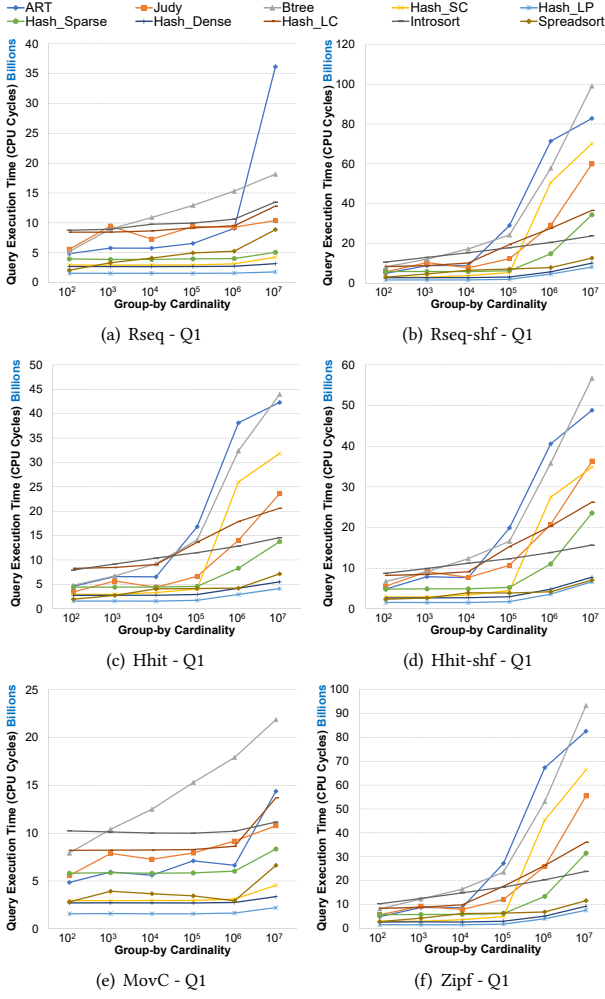 ART Judy Btree Hash_SC Hash_LP
Hash_Sparse Hash_Dense Hash_LC Introsort Spreadsort
Query Execution Time (CPU Cycles) Billions
40
35
30
25
20
15
10
5
0
10² 10³ 10⁴ 10⁵ 10⁶ 10⁷
Group-by Cardinality
(a) Rseq - Q1
Query Execution Time (CPU Cycles) Billions
120
100
80
60
40
20
0
10² 10³ 10⁴ 10⁵ 10⁶ 10⁷
Group-by Cardinality
(b) Rseq-shf - Q1
Query Execution Time (CPU Cycles) Billions
50
45
40
35
30
25
20
15
10
5
0
10² 10³ 10⁴ 10⁵ 10⁶ 10⁷
Group-by Cardinality
(c) Hhit - Q1
Query Execution Time (CPU Cycles) Billions
60
50
40
30
20
10
0
10² 10³ 10⁴ 10⁵ 10⁶ 10⁷
Group-by Cardinality
(d) Hhit-shf - Q1
Query Execution Time (CPU Cycles) Billions
25
20
15
10
5
0
10² 10³ 10⁴ 10⁵ 10⁶ 10⁷
Group-by Cardinality
(e) MovC - Q1
Query Execution Time (CPU Cycles) Billions
100
90
80
70
60
50
40
30
20
10
0
10² 10³ 10⁴ 10⁵ 10⁶ 10⁷
Group-by Cardinality
(f) Zipf - Q1